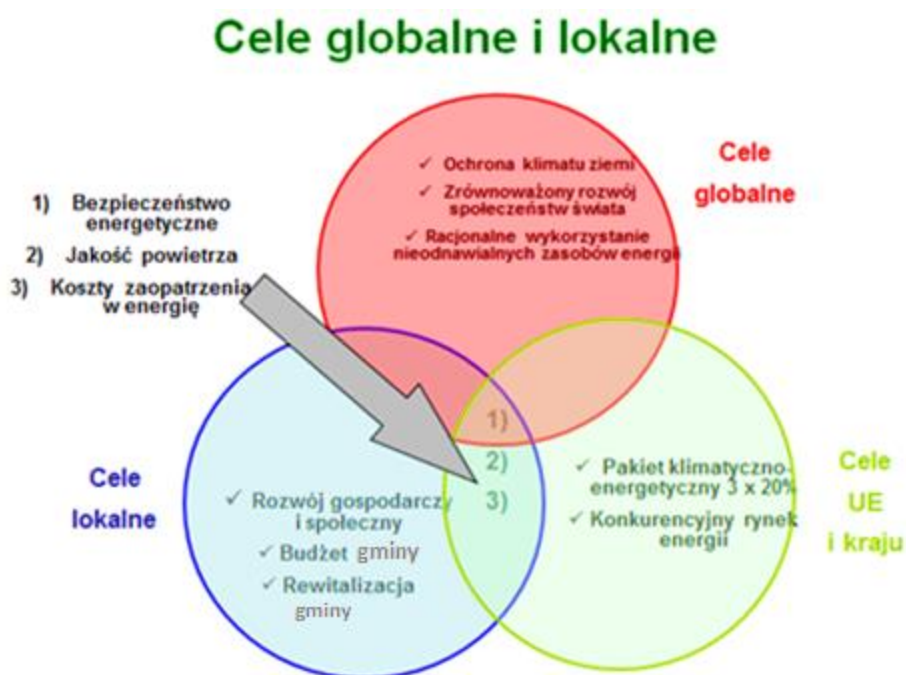 Cele globalne i lokalne
✓ Ochrona klimatu ziemi
✓ Zrównoważony rozwój
społeczeństw świata
✓ Racjonalne wykorzystanie
nieodnawialnych zasobów energii
Cele
globalne
1) Bezpieczeństwo
energetyczne
2) Jakość powietrza
3) Koszty zaopatrzenia
w energię
1)
2)
3)
Cele
lokalne
✓ Rozwój gospodarczy
i społeczny
✓ Budżet gminy
✓ Rewitalizacja
gminy
✓ Pakiet klimatyczno-
energetyczny 3 x 20%
✓ Konkurencyjny rynek
energii
Cele
UE
i kraju